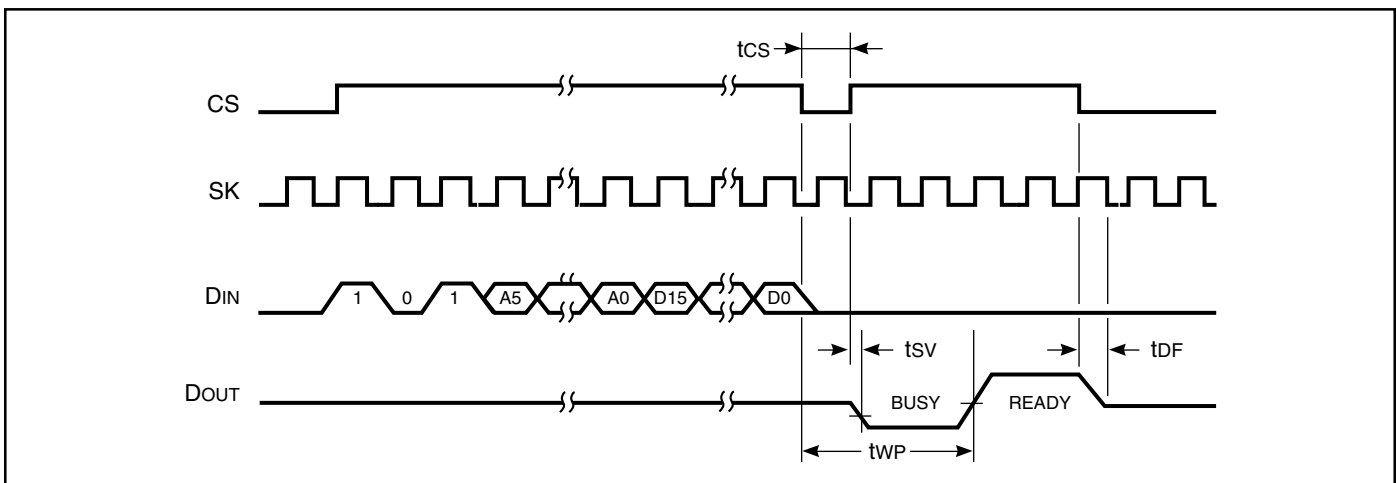 tCS
CS
SK
DIN 1 0 1 A5 A0 D15 D0
tSV tDF
DOUT BUSY READY
tWP